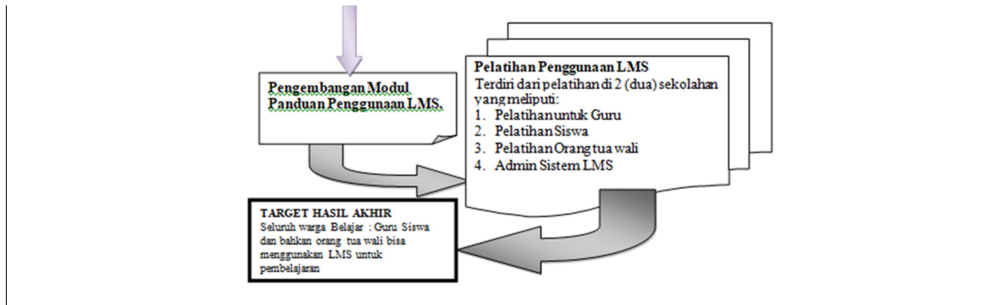 Pengembangan Modul
Panduan Penggunaan LMS.
Pelatihan Penggunaan LMS
Terdiri dari pelatihan di 2 (dua) sekolahan
yang meliputi:
1. Pelatihan untuk Guru
2. Pelatihan Siswa
3. Pelatihan Orang tua wali
4. Admin Sistem LMS
TARGET HASIL AKHIR
Seluruh warga Belajar : Guru Siswa
dan bahkan orang tua wali bisa
menggunakan LMS untuk
pembelajaran